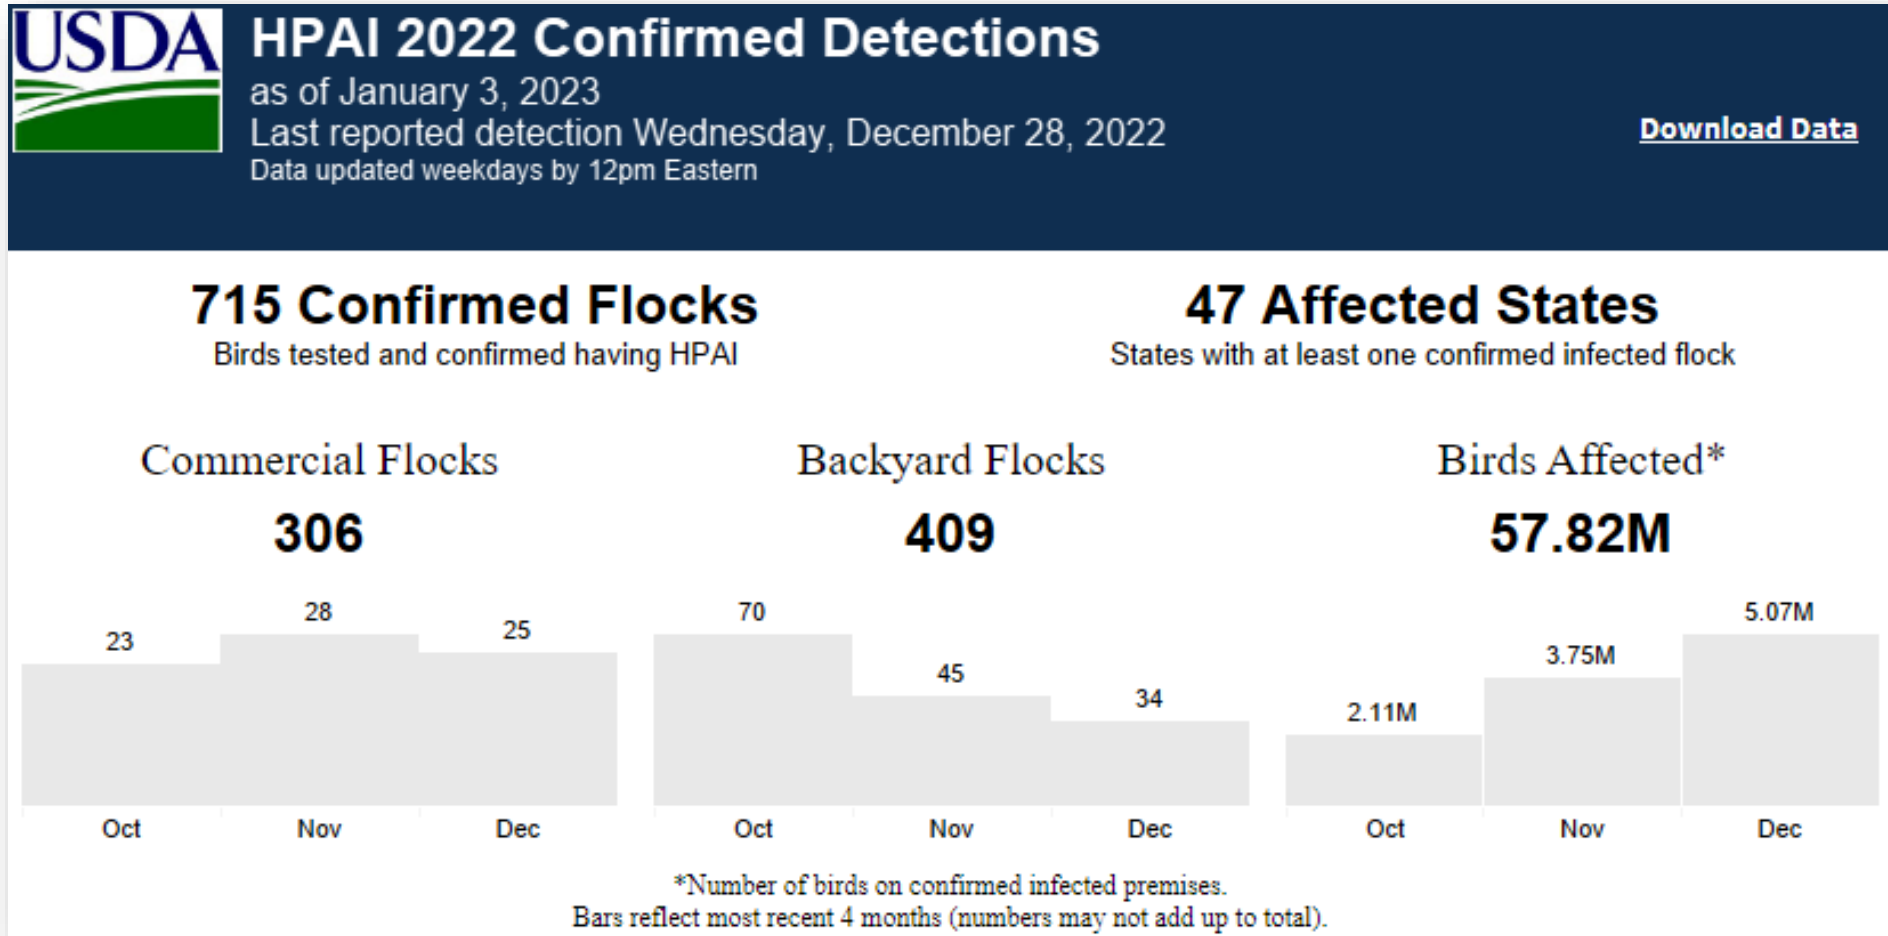 USDA
HPAI 2022 Confirmed Detections
as of January 3, 2023
Last reported detection Wednesday, December 28, 2022
Data updated weekdays by 12pm Eastern
Download Data
715 Confirmed Flocks
Birds tested and confirmed having HPAI
47 Affected States
States with at least one confirmed infected flock
Commercial Flocks
306
23
28
25
Oct
Nov
Dec
Backyard Flocks
409
70
45
34
Oct
Nov
Dec
Birds Affected*
57.82M
2.11M
3.75M
5.07M
Oct
Nov
Dec
*Number of birds on confirmed infected premises.
Bars reflect most recent 4 months (numbers may not add up to total).